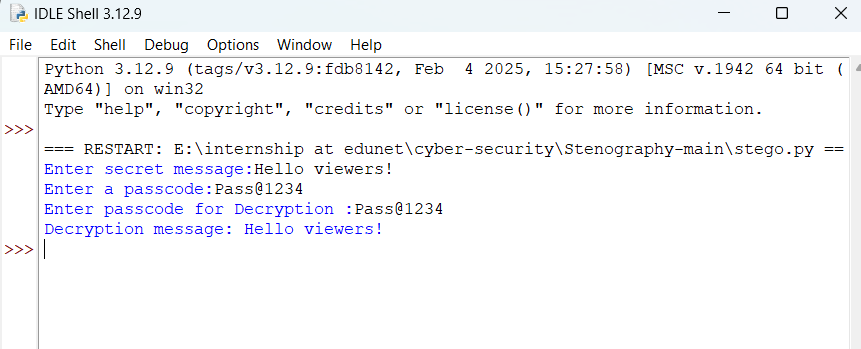 IDLE Shell 3.12.9
File Edit Shell Debug Options Window Help
Python 3.12.9 (tags/v3.12.9:fdb8142, Feb  4 2025, 15:27:58) [MSC v.1942 64 bit (
AMD64)] on win32
Type "help", "copyright", "credits" or "license()" for more information.
>>>
=== RESTART: E:\internship at edunet\cyber-security\Stenography-main\stego.py ==
Enter secret message:Hello viewers!
Enter a passcode:Pass@1234
Enter passcode for Decryption :Pass@1234
Decryption message: Hello viewers!
>>>